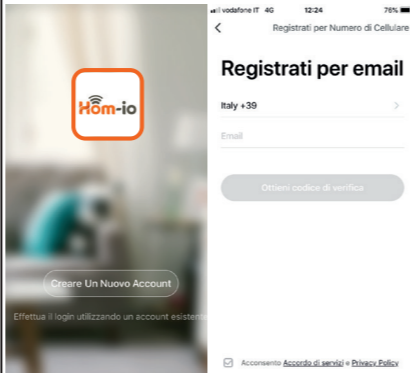 Hom-io
Creare Un Nuovo Account
Effettua il login utilizzando un account esistente
vodafone IT 4G 12:24 76%
Registrati per Numero di Cellulare
Registrati per email
Italy +39
Email
Ottieni codice di verifica
Acconsento Accordo di servizi e Privacy Policy